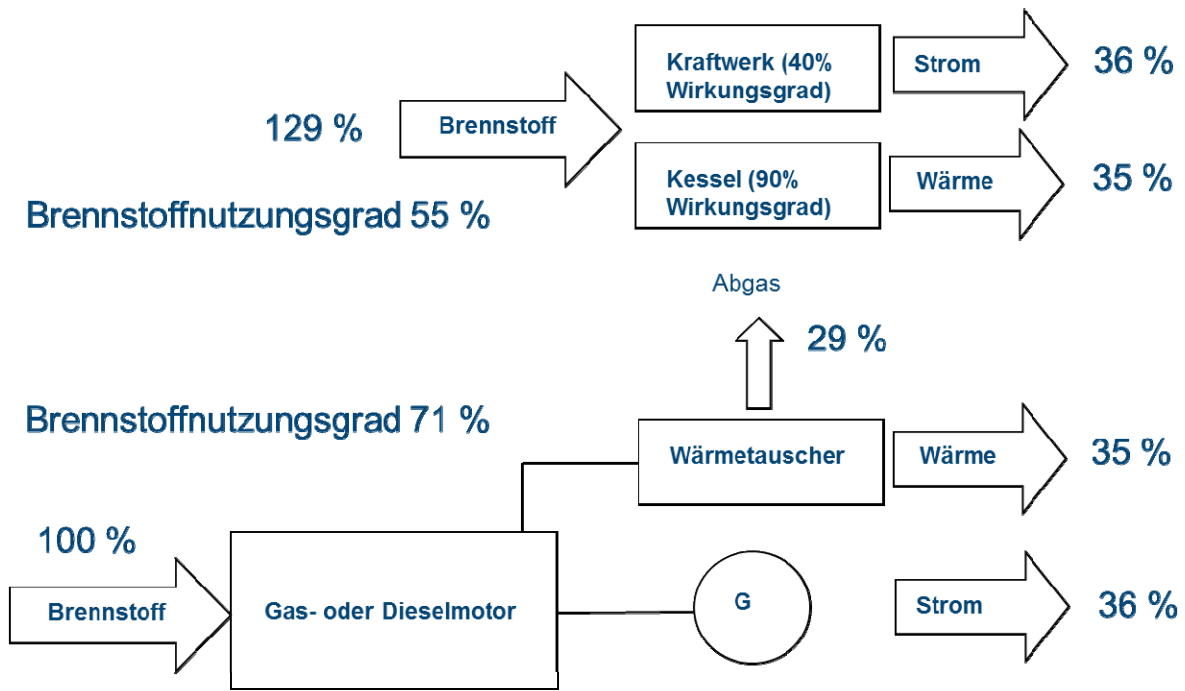 Kraftwerk (40%
Wirkungsgrad)
Strom
36 %
129 %
Brennstoff
Kessel (90%
Wirkungsgrad)
Wärme
35 %
Brennstoffnutzungsgrad 55 %
Abgas
29 %
Brennstoffnutzungsgrad 71 %
Wärmetauscher
Wärme
35 %
100 %
Brennstoff
Gas- oder Dieselmotor
G
Strom
36 %